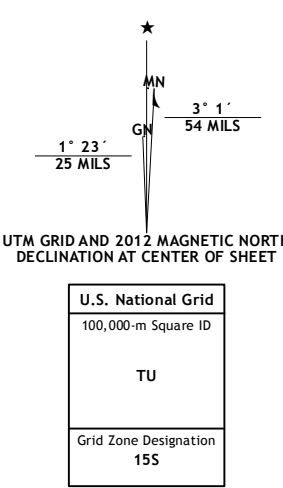 ★
MN
3° 1´
54 MILS
GN
1° 23´
25 MILS
UTM GRID AND 2012 MAGNETIC NORT
DECLINATION AT CENTER OF SHEET
U.S. National Grid
100,000-m Square ID
TU
Grid Zone Designation
15S